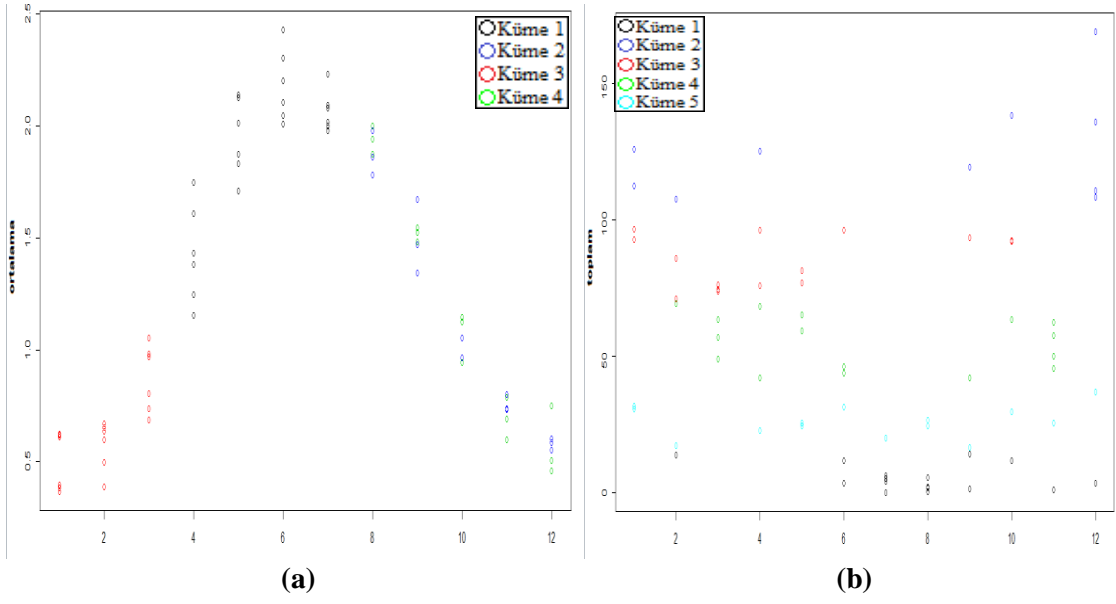 Küme 1
Küme 2
Küme 3
Küme 4
ortalama
2.5
2.0
1.5
1.0
0.5
2 4 6 8 10 12
(a)
Küme 1
Küme 2
Küme 3
Küme 4
Küme 5
toplam
150
100
50
0
2 4 6 8 10 12
(b)